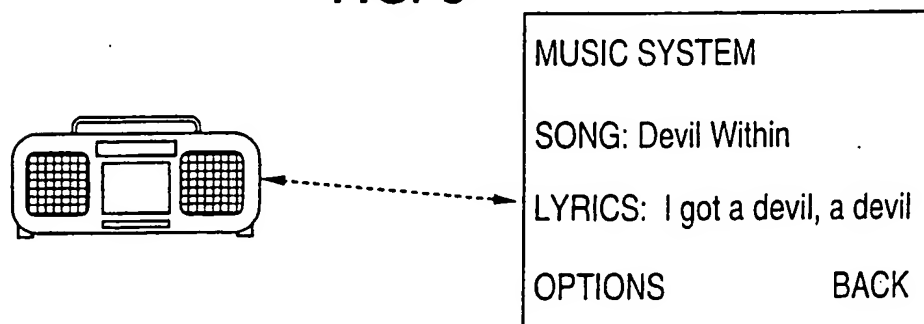 MUSIC SYSTEM
SONG: Devil Within
LYRICS: I got a devil, a devil
OPTIONS BACK